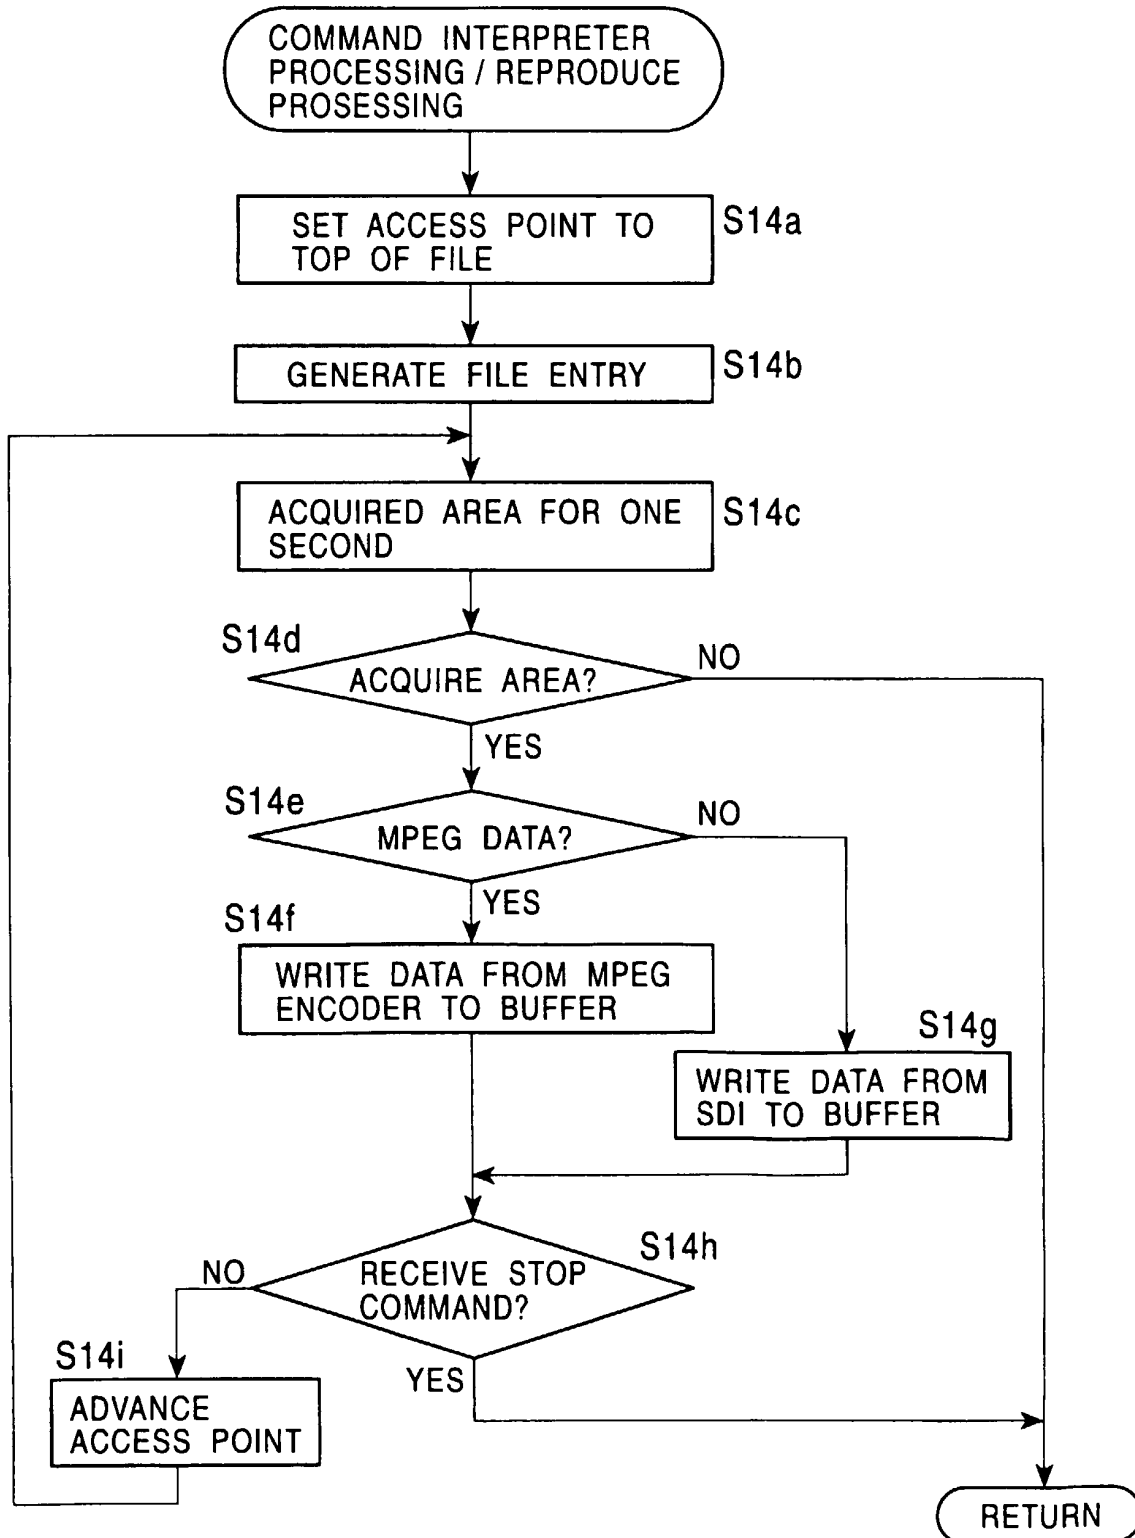 COMMAND INTERPRETER
PROCESSING / REPRODUCE
PROSESSING
SET ACCESS POINT TO
TOP OF FILE
S14a
GENERATE FILE ENTRY
S14b
ACQUIRED AREA FOR ONE
SECOND
S14c
S14d
ACQUIRE AREA?
NO
YES
S14e
MPEG DATA?
NO
YES
S14f
WRITE DATA FROM MPEG
ENCODER TO BUFFER
S14g
WRITE DATA FROM
SDI TO BUFFER
S14h
RECEIVE STOP
COMMAND?
NO
YES
S14i
ADVANCE
ACCESS POINT
RETURN